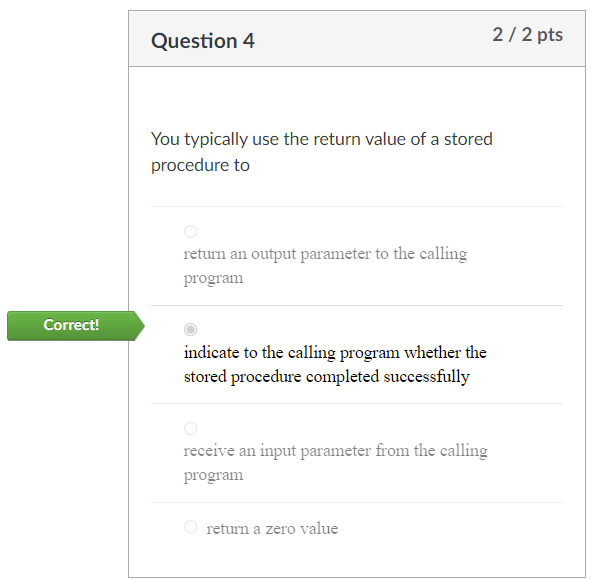 Question 4
2 / 2 pts
You typically use the return value of a stored
procedure to
return an output parameter to the calling
program
Correct!
indicate to the calling program whether the
stored procedure completed successfully
receive an input parameter from the calling
program
return a zero value